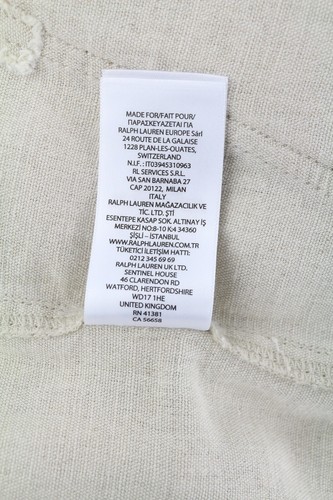 MADE FOR/FAIT POUR/
ΠΑΡΑΣΚΕΥΑΖΕΤΑΙ ΓΙΑ
RALPH LAUREN EUROPE Sárl
24 ROUTE DE LA GALAISE
1228 PLAN-LES-OUATES,
SWITZERLAND
N.I.F.: IT03945310963
RL SERVICES S.R.L.
VIA SAN BARNABA 27
CAP 20122, MILAN
ITALY
RALPH LAUREN MAĞAZACILIK VE
TİC. LTD. ŞTİ
ESENTEPE KASAP SOK. ALTINAY İŞ
MERKEZİ NO:8-10 K:4 34360
ŞİŞLİ – İSTANBUL
WWW.RALPHLAUREN.COM.TR
TÜKETİCİ İLETİŞİM HATTI:
0212 345 69 69
RALPH LAUREN UK LTD.
SENTINEL HOUSE
46 CLARENDON RD
WATFORD, HERTFORDSHIRE
WD17 1HE
UNITED KINGDOM
RN 41381
CA 56658